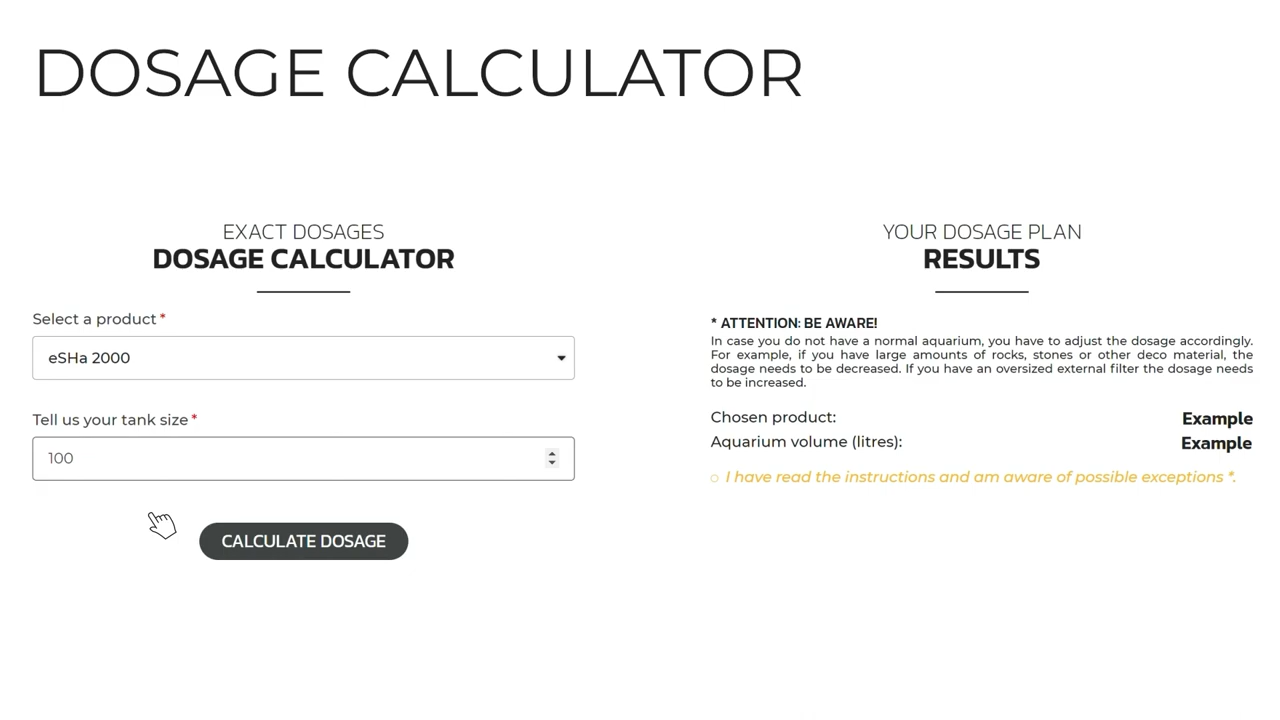 DOSAGE CALCULATOR
EXACT DOSAGES
DOSAGE CALCULATOR
Select a product *
eSHa 2000
Tell us your tank size *
100
CALCULATE DOSAGE
YOUR DOSAGE PLAN
RESULTS
* ATTENTION: BE AWARE!
In case you do not have a normal aquarium, you have to adjust the dosage accordingly.
For example, if you have large amounts of rocks, stones or other deco material, the
dosage needs to be decreased. If you have an oversized external filter the dosage needs
to be increased.
Chosen product: Example
Aquarium volume (litres): Example
I have read the instructions and am aware of possible exceptions *.